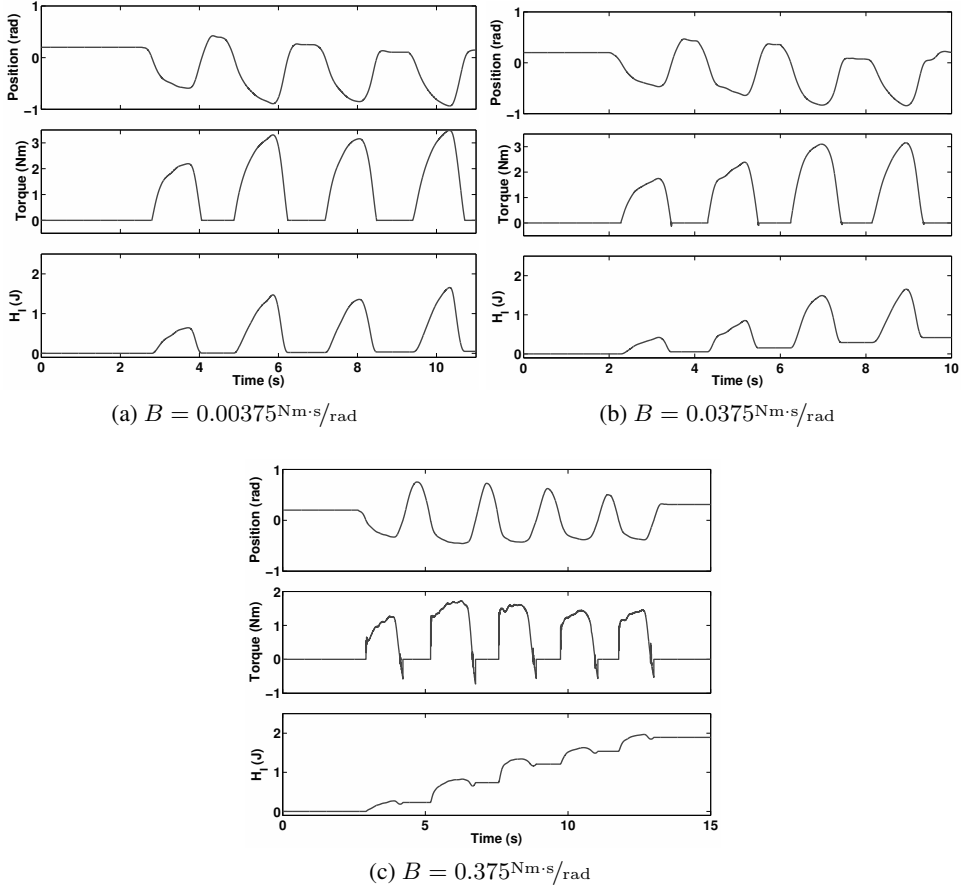 1
0
−1
Position (rad)
3
2
1
0
Torque (Nm)
2
1
0
H_I (J)
0 2 4 6 8 10
Time (s)
(a) B = 0.00375Nm·s/rad
1
0
−1
Position (rad)
3
2
1
0
Torque (Nm)
2
1
0
H_I (J)
0 2 4 6 8 10
Time (s)
(b) B = 0.0375Nm·s/rad
1
0
−1
Position (rad)
2
1
0
−1
Torque (Nm)
2
1
0
H_I (J)
0 5 10 15
Time (s)
(c) B = 0.375Nm·s/rad